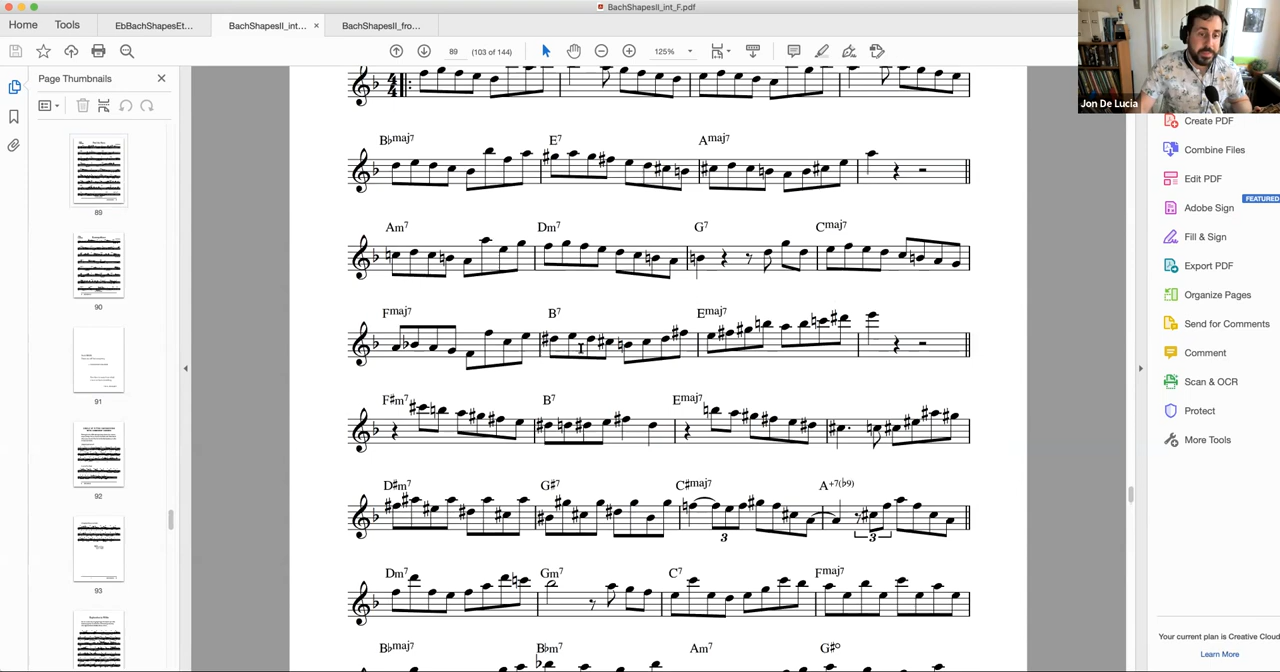 BachShapesII_int_F.pdf
Home Tools EbBachShapesEt... BachShapesII_int... × BachShapesII_fro...
89 (103 of 144) 125%
Jon De Lucia
Page Thumbnails
89
90
91
92
93
4
4
B♭maj7 E7 Amaj7
Am7 Dm7 G7 Cmaj7
Fmaj7 B7 Emaj7
F♯m7 B7 Emaj7
D♯m7 G♯7 C♯maj7 A+7(♭9)
3 3
Dm7 Gm7 C7 Fmaj7
B♭maj7 B♭m7 Am7 G♯o
Create PDF
Combine Files
Edit PDF
FEATURED
Adobe Sign
Fill & Sign
Export PDF
Organize Pages
Send for Comments
Comment
Scan & OCR
Protect
More Tools
Your current plan is Creative Cloud
Learn More